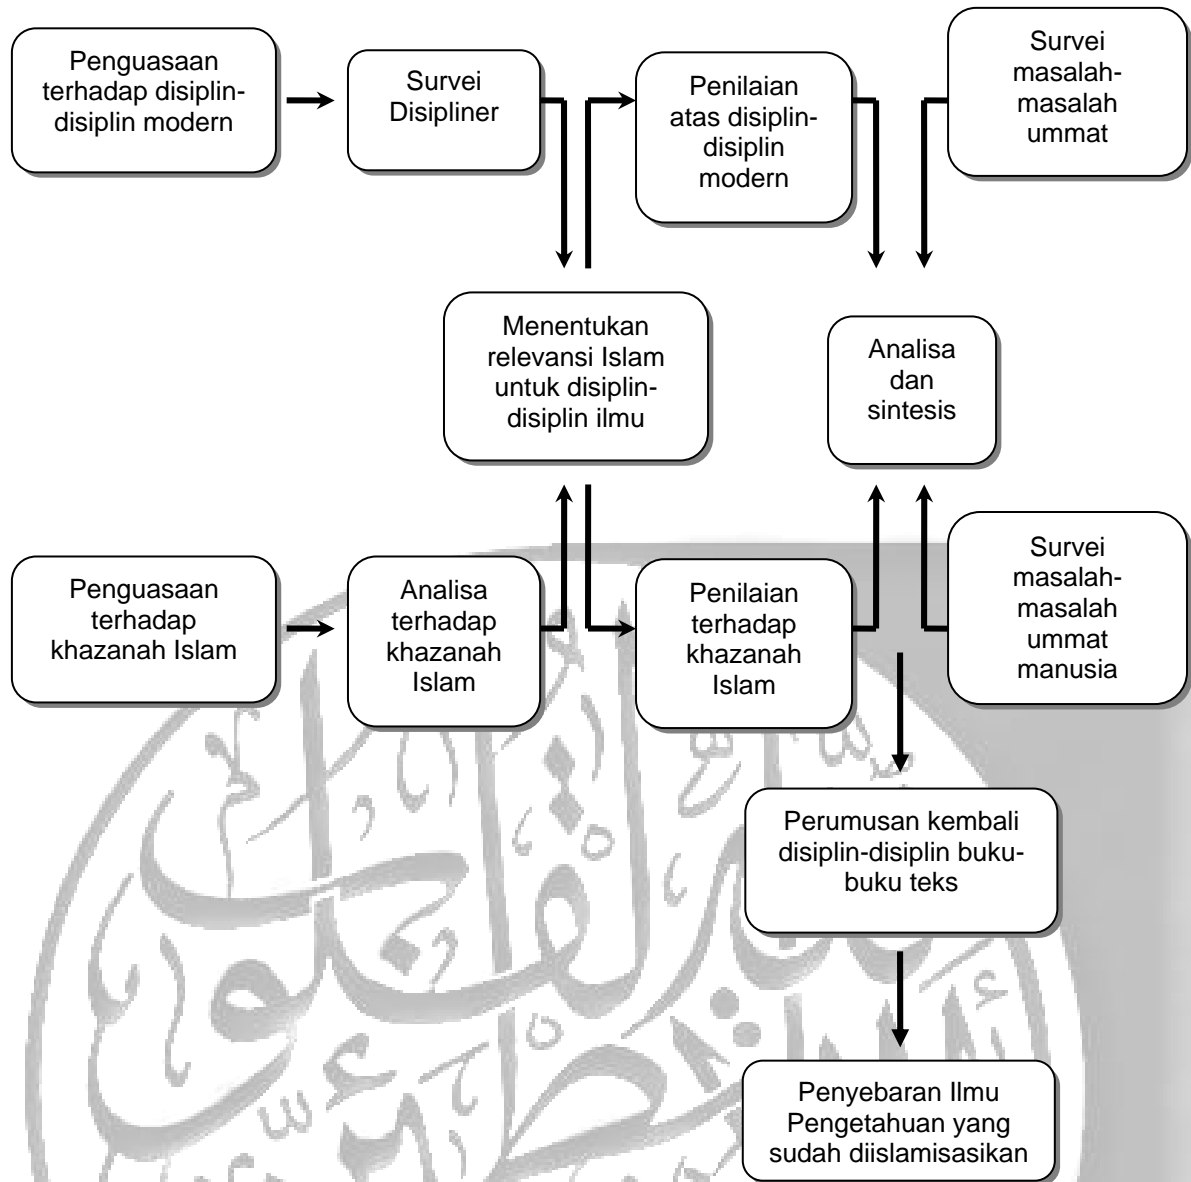 Penguasaan
terhadap disiplin-
disiplin modern
Survei
Disipliner
Penilaian
atas disiplin-
disiplin
modern
Survei
masalah-
masalah
ummat
Menentukan
relevansi Islam
untuk disiplin-
disiplin ilmu
Analisa
dan
sintesis
Penguasaan
terhadap
khazanah Islam
Analisa
terhadap
khazanah
Islam
Penilaian
terhadap
khazanah
Islam
Survei
masalah-
masalah
ummat
manusia
Perumusan kembali
disiplin-disiplin buku-
buku teks
Penyebaran Ilmu
Pengetahuan yang
sudah diislamisasikan